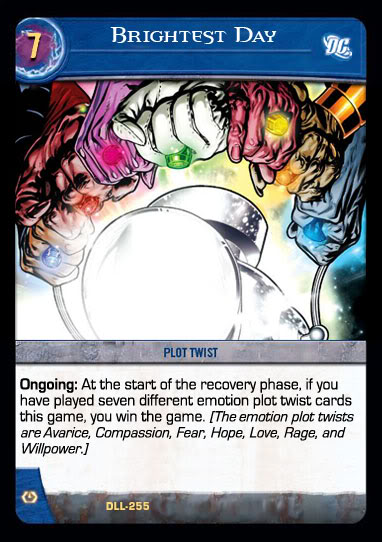 7
Brightest Day
DC
PLOT TWIST
Ongoing: At the start of the recovery phase, if you
have played seven different emotion plot twist cards
this game, you win the game. [The emotion plot twists
are Avarice, Compassion, Fear, Hope, Love, Rage, and
Willpower.]
DLL-255